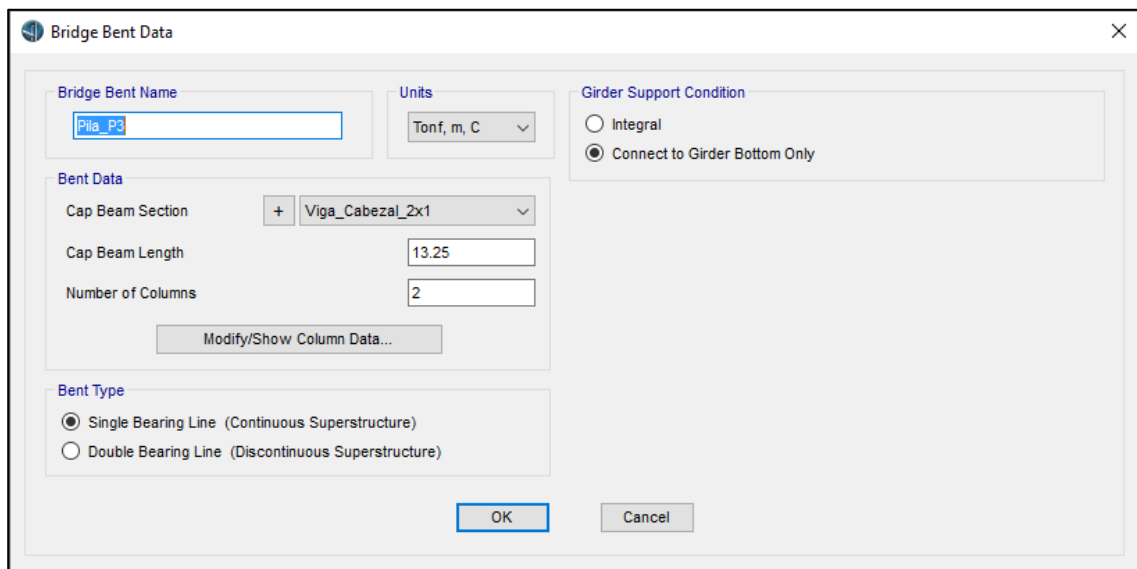 Bridge Bent Data
Bridge Bent Name
Pila_P3
Units
Tonf, m, C
Girder Support Condition
Integral
Connect to Girder Bottom Only
Bent Data
Cap Beam Section
+
Viga_Cabezal_2x1
Cap Beam Length
13.25
Number of Columns
2
Modify/Show Column Data...
Bent Type
Single Bearing Line (Continuous Superstructure)
Double Bearing Line (Discontinuous Superstructure)
OK
Cancel